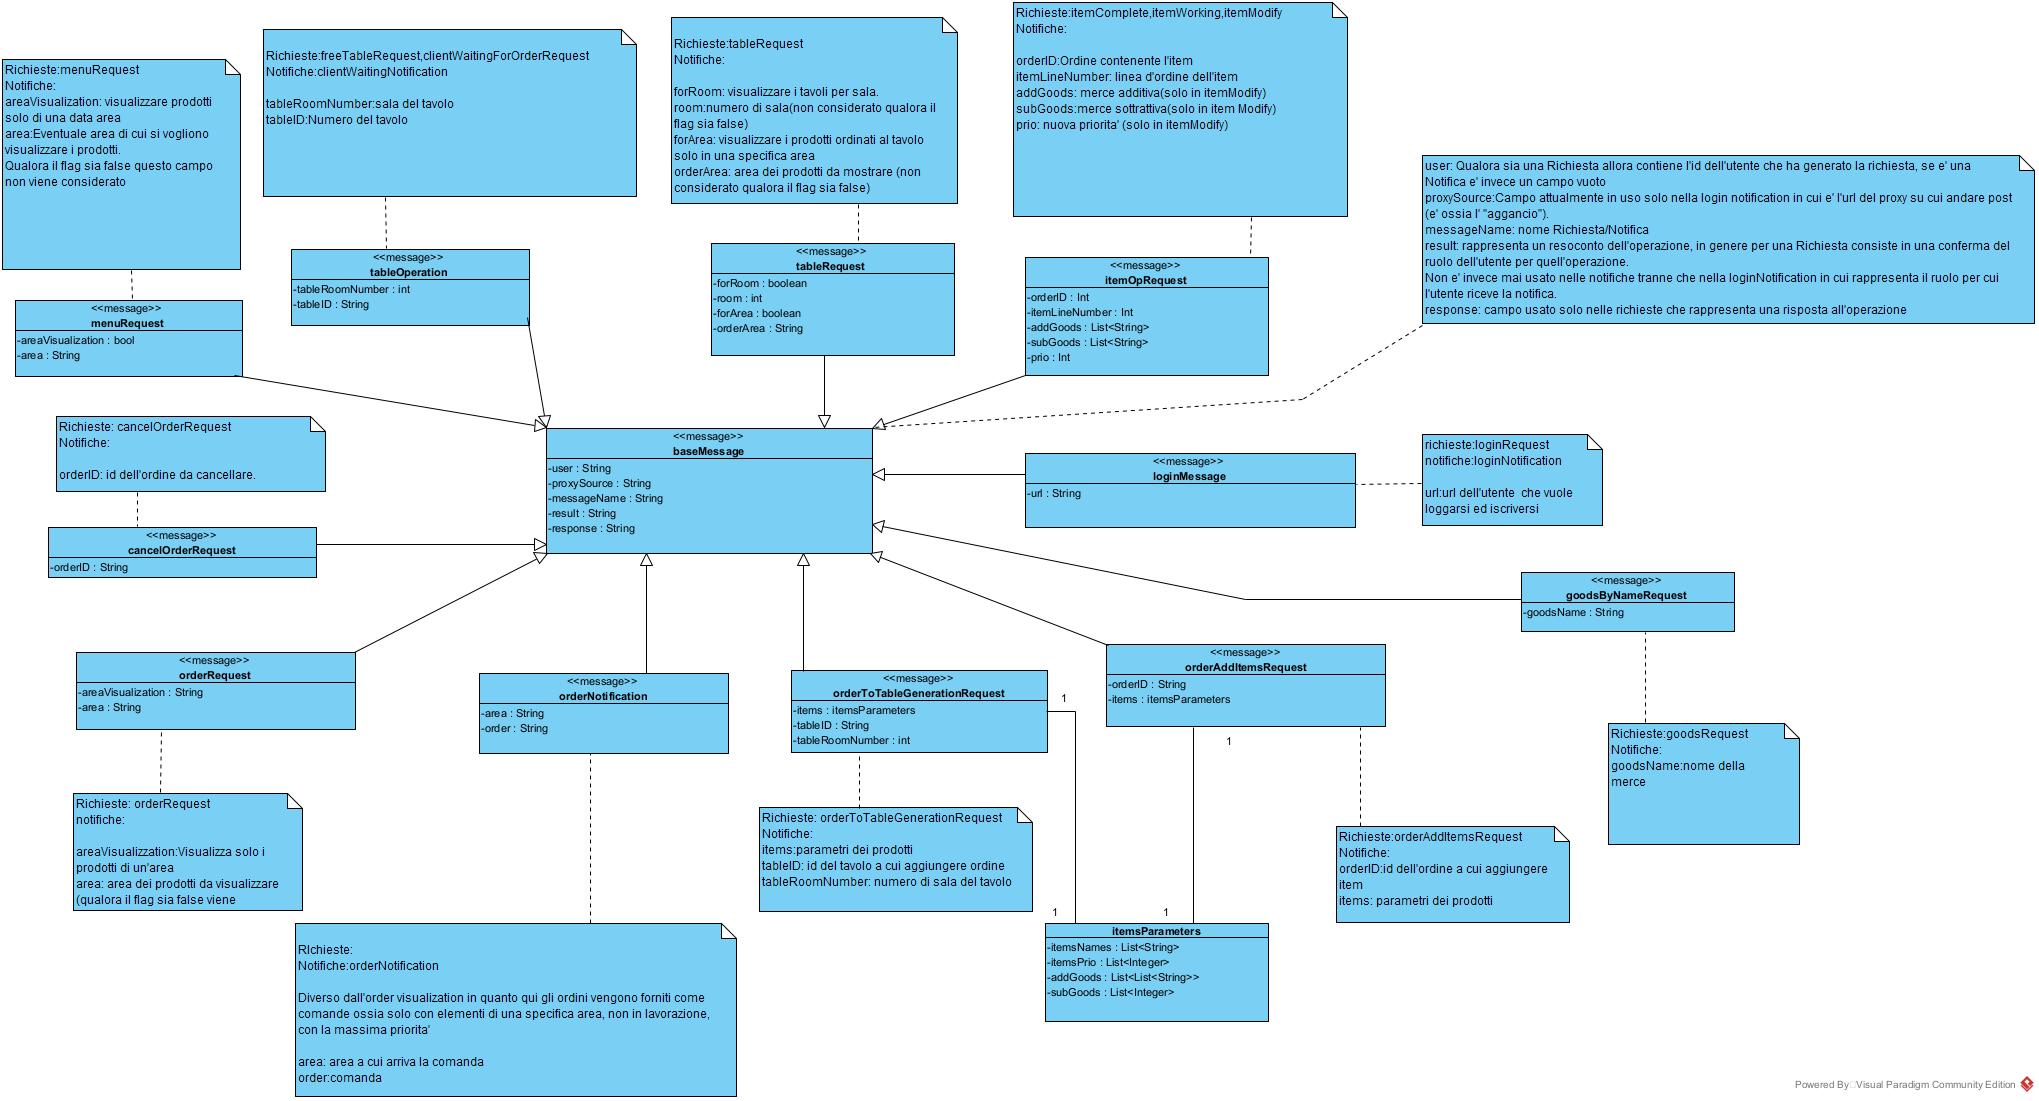 Richieste:menuRequest
Notifiche:
areaVisualization: visualizzare prodotti
solo di una data area
area:Eventuale area di cui si vogliono
visualizzare i prodotti.
Qualora il flag sia false questo campo
non viene considerato
Richieste:freeTableRequest,clientWaitingForOrderRequest
Notifiche:clientWaitingNotification
tableRoomNumber:sala del tavolo
tableID:Numero del tavolo
Richieste:tableRequest
Notifiche:
forRoom: visualizzare i tavoli per sala.
room:numero di sala(non considerato qualora il
flag sia false)
forArea: visualizzare i prodotti ordinati al tavolo
solo in una specifica area
orderArea: area dei prodotti da mostrare (non
considerato qualora il flag sia false)
Richieste:itemComplete,itemWorking,itemModify
Notifiche:
orderID:Ordine contenente l'item
itemLineNumber: linea d'ordine dell'item
addGoods: merce additiva(solo in itemModify)
subGoods:merce sottrattiva(solo in item Modify)
prio: nuova priorita' (solo in itemModify)
user: Qualora sia una Richiesta allora contiene l'id dell'utente che ha generato la richiesta, se e' una
Notifica e' invece un campo vuoto
proxySource:Campo attualmente in uso solo nella login notification in cui e' l'url del proxy su cui andare post
(e' ossia l' "aggancio").
messageName: nome Richiesta/Notifica
result: rappresenta un resoconto dell'operazione, in genere per una Richiesta consiste in una conferma del
ruolo dell'utente per quell'operazione.
Non e' invece mai usato nelle notifiche tranne che nella loginNotification in cui rappresenta il ruolo per cui
l'utente riceve la notifica.
response: campo usato solo nelle richieste che rappresenta una risposta all'operazione
<<message>>
menuRequest
-areaVisualization : bool
-area : String
<<message>>
tableOperation
-tableRoomNumber : int
-tableID : String
<<message>>
tableRequest
-forRoom : boolean
-room : int
-forArea : boolean
-orderArea : String
<<message>>
itemOpRequest
-orderID : Int
-itemLineNumber : Int
-addGoods : List<String>
-subGoods : List<String>
-prio : Int
Richieste: cancelOrderRequest
Notifiche:
orderID: id dell'ordine da cancellare.
<<message>>
baseMessage
-user : String
-proxySource : String
-messageName : String
-result : String
-response : String
<<message>>
loginMessage
-url : String
richieste:loginRequest
notifiche:loginNotification
url:url dell'utente  che vuole
loggarsi ed iscriversi
<<message>>
cancelOrderRequest
-orderID : String
<<message>>
goodsByNameRequest
-goodsName : String
<<message>>
orderRequest
-areaVisualization : String
-area : String
<<message>>
orderNotification
-area : String
-order : String
<<message>>
orderToTableGenerationRequest
-items : itemsParameters
-tableID : String
-tableRoomNumber : int
1
<<message>>
orderAddItemsRequest
-orderID : String
-items : itemsParameters
1
Richieste:goodsRequest
Notifiche:
goodsName:nome della
merce
Richieste: orderRequest
notifiche:
areaVisualizzation:Visualizza solo i
prodotti di un'area
area: area dei prodotti da visualizzare
(qualora il flag sia false viene
Richieste: orderToTableGenerationRequest
Notifiche:
items:parametri dei prodotti
tableID: id del tavolo a cui aggiungere ordine
tableRoomNumber: numero di sala del tavolo
Richieste:orderAddItemsRequest
Notifiche:
orderID:id dell'ordine a cui aggiungere
item
items: parametri dei prodotti
1
1
itemsParameters
-itemsNames : List<String>
-itemsPrio : List<Integer>
-addGoods : List<List<String>>
-subGoods : List<Integer>
RIchieste:
Notifiche:orderNotification
Diverso dall'order visualization in quanto qui gli ordini vengono forniti come
comande ossia solo con elementi di una specifica area, non in lavorazione,
con la massima priorita'
area: area a cui arriva la comanda
order:comanda
Powered By Visual Paradigm Community Edition